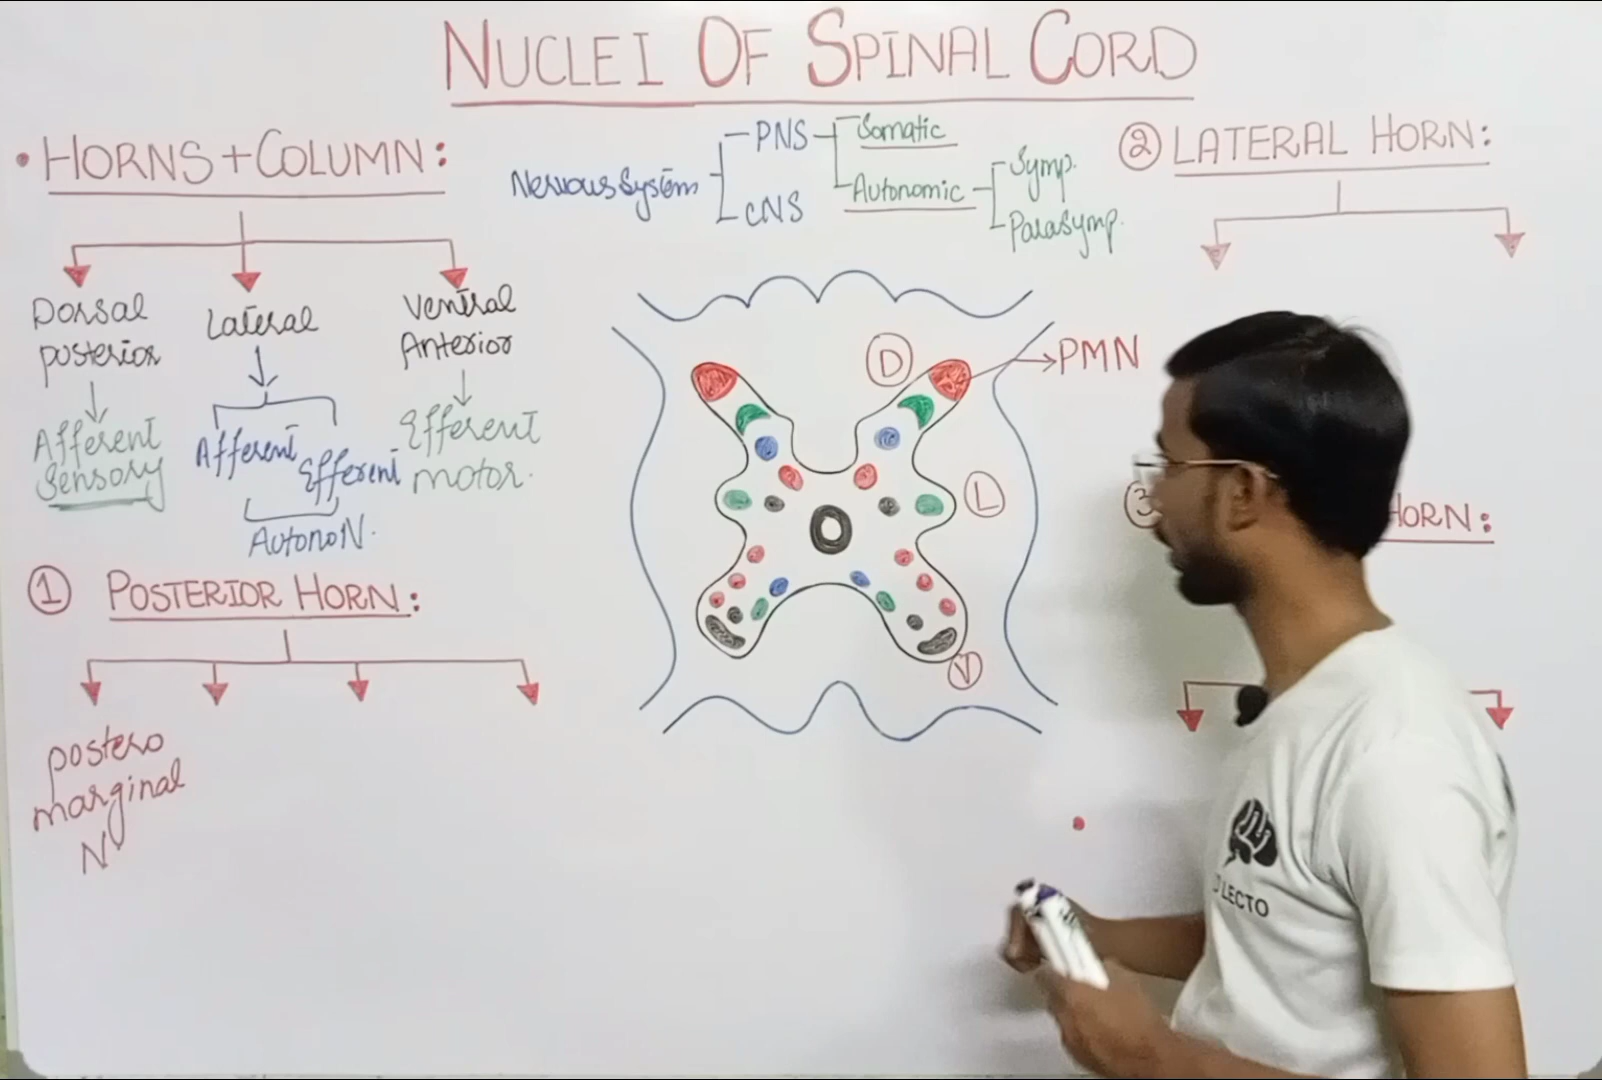 NUCLEI OF SPINAL CORD
• HORNS + COLUMN:
Dorsal
posterior
Afferent
Sensory
Lateral
Afferent
Efferent
AutonoN.
Ventral
Anterior
Efferent
motor.
Nervous System
PNS
CNS
Somatic
Autonomic
Symp.
Parasymp.
② LATERAL HORN:
D
PMN
L
V
3
HORN:
① POSTERIOR HORN:
postero
marginal
N
LECTO